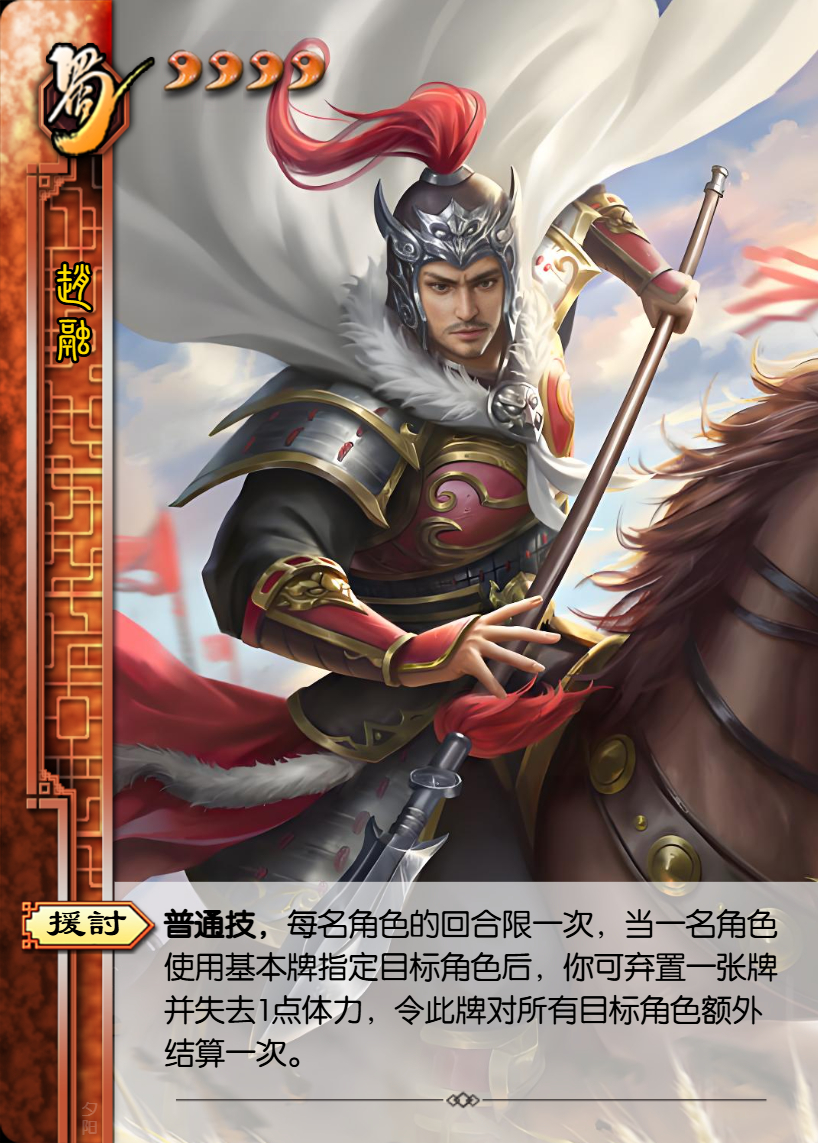 蜀
趙融
援討
普通技，每名角色的回合限一次，当一名角色
使用基本牌指定目标角色后，你可弃置一张牌
并失去1点体力，令此牌对所有目标角色额外
结算一次。
夕阳